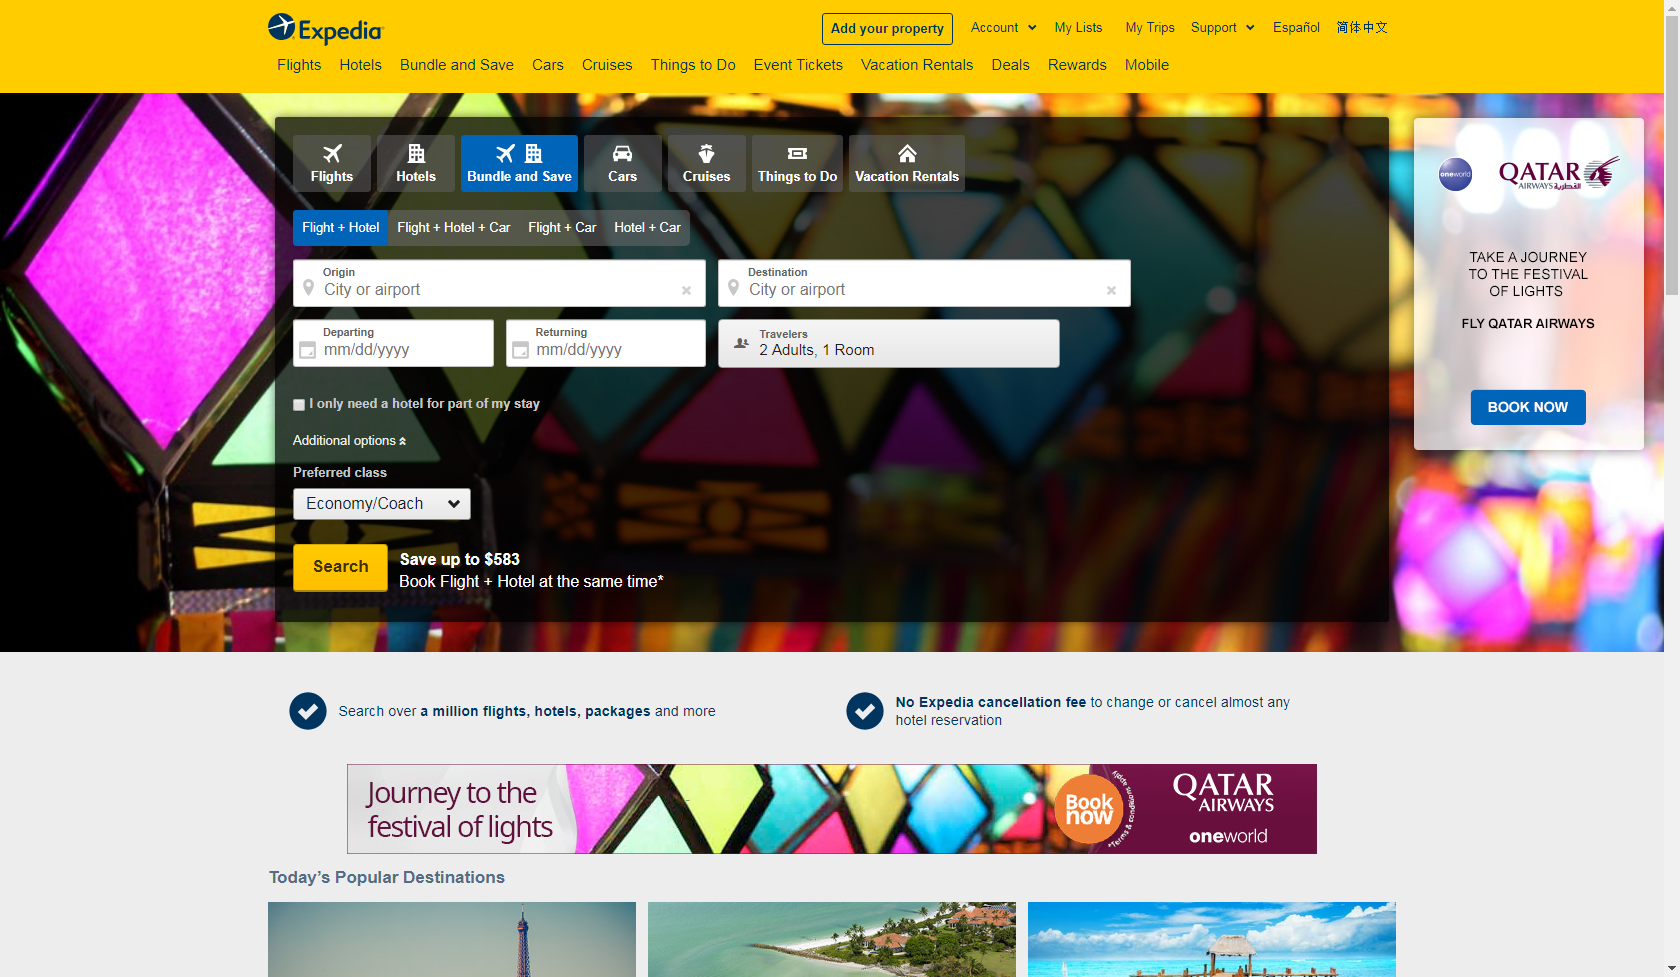 Expedia
Add your property
Account
My Lists
My Trips
Support
Español
简体中文
Flights
Hotels
Bundle and Save
Cars
Cruises
Things to Do
Event Tickets
Vacation Rentals
Deals
Rewards
Mobile
Flights
Hotels
Bundle and Save
Cars
Cruises
Things to Do
Vacation Rentals
Flight + Hotel
Flight + Hotel + Car
Flight + Car
Hotel + Car
Origin
City or airport
Destination
City or airport
Departing
mm/dd/yyyy
Returning
mm/dd/yyyy
Travelers
2 Adults, 1 Room
I only need a hotel for part of my stay
Additional options
Preferred class
Economy/Coach
Search
Save up to $583
Book Flight + Hotel at the same time*
oneworld
QATAR
AIRWAYS القطرية
TAKE A JOURNEY
TO THE FESTIVAL
OF LIGHTS
FLY QATAR AIRWAYS
BOOK NOW
Search over a million flights, hotels, packages and more
No Expedia cancellation fee to change or cancel almost any
hotel reservation
Journey to the
festival of lights
Book
now
*Terms & conditions apply
QATAR
AIRWAYS
oneworld
Today's Popular Destinations